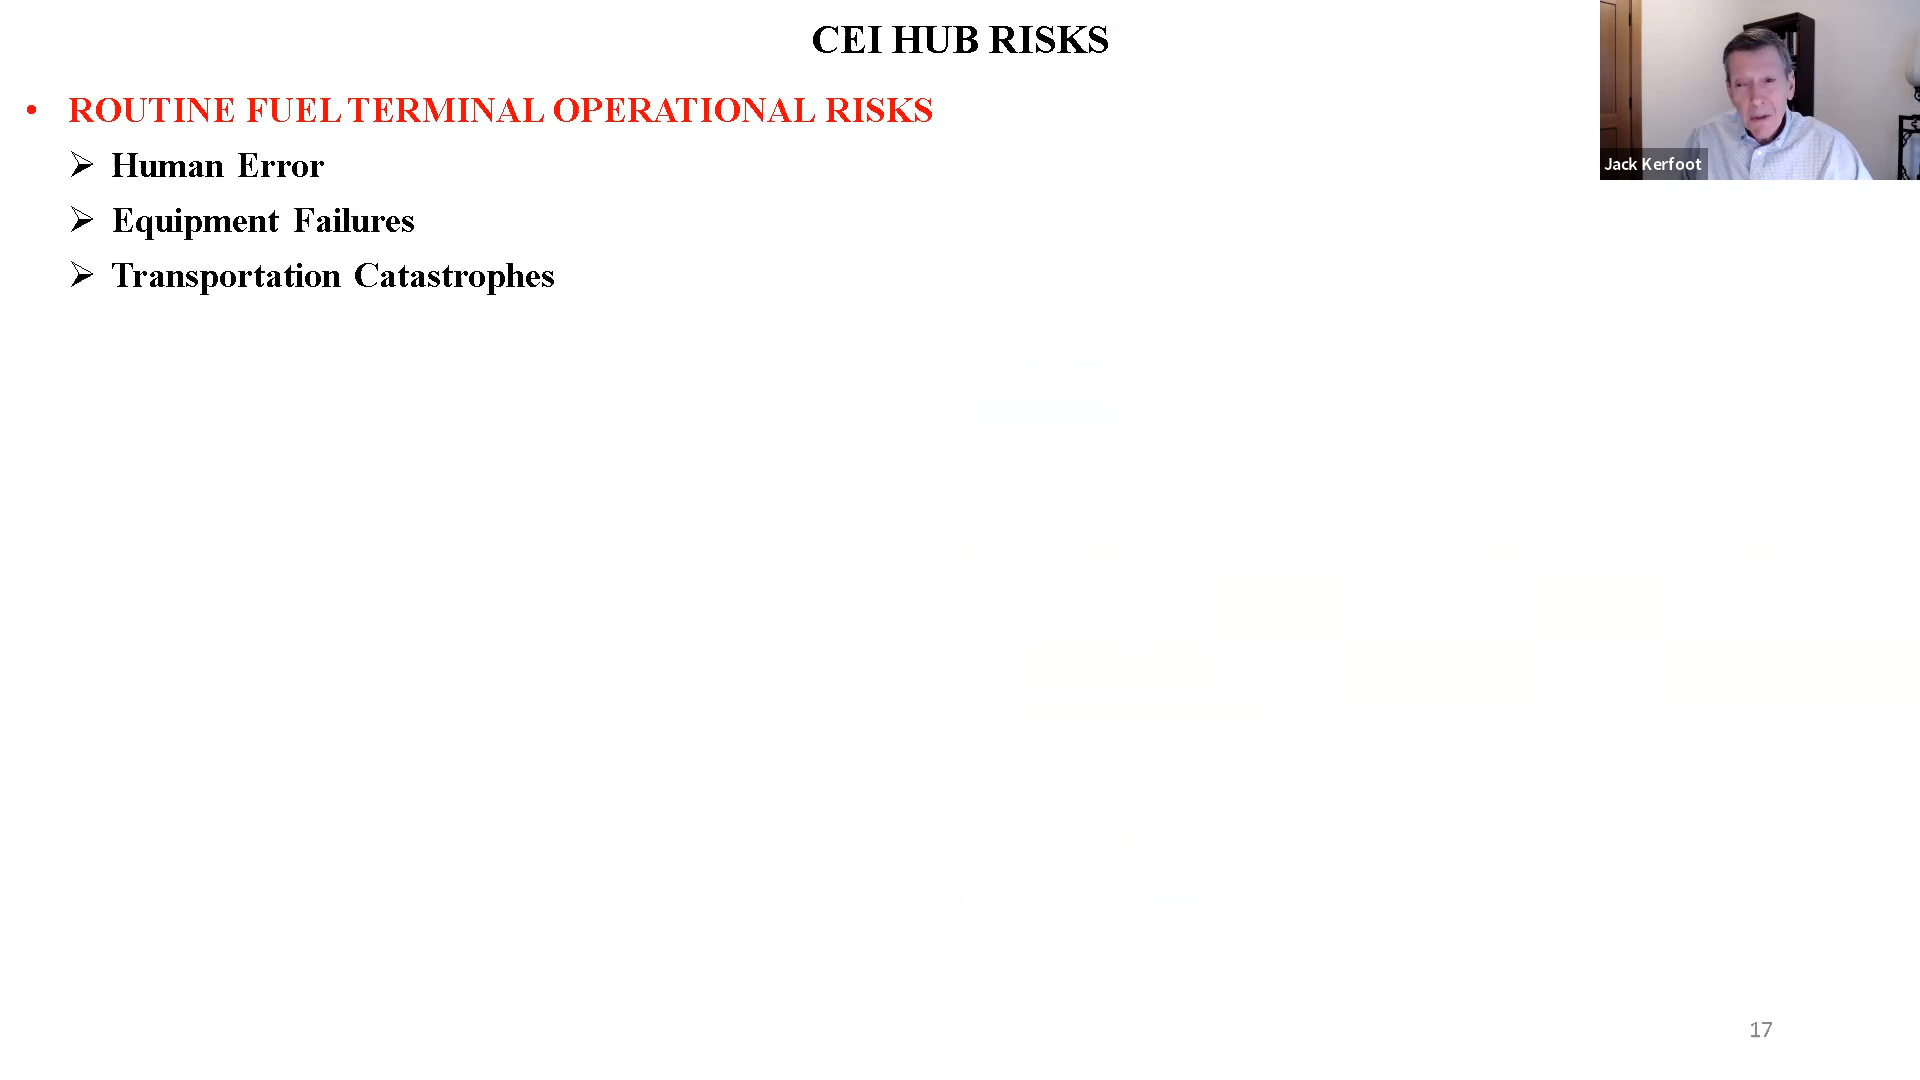 CEI HUB RISKS
• ROUTINE FUEL TERMINAL OPERATIONAL RISKS
➢ Human Error
➢ Equipment Failures
➢ Transportation Catastrophes
Jack Kerfoot
17